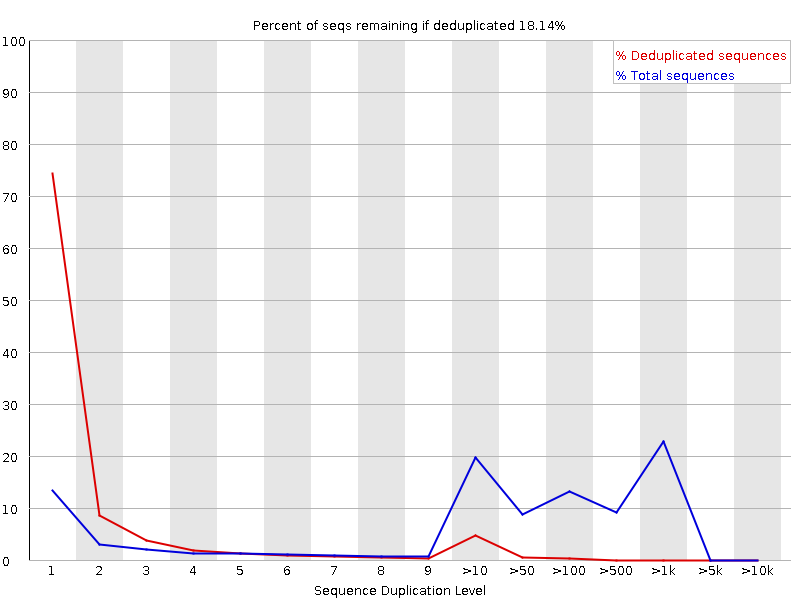 Percent of seqs remaining if deduplicated 18.14%
% Deduplicated sequences
% Total sequences
100
90
80
70
60
50
40
30
20
10
0
1 2 3 4 5 6 7 8 9 >10 >50 >100 >500 >1k >5k >10k
Sequence Duplication Level